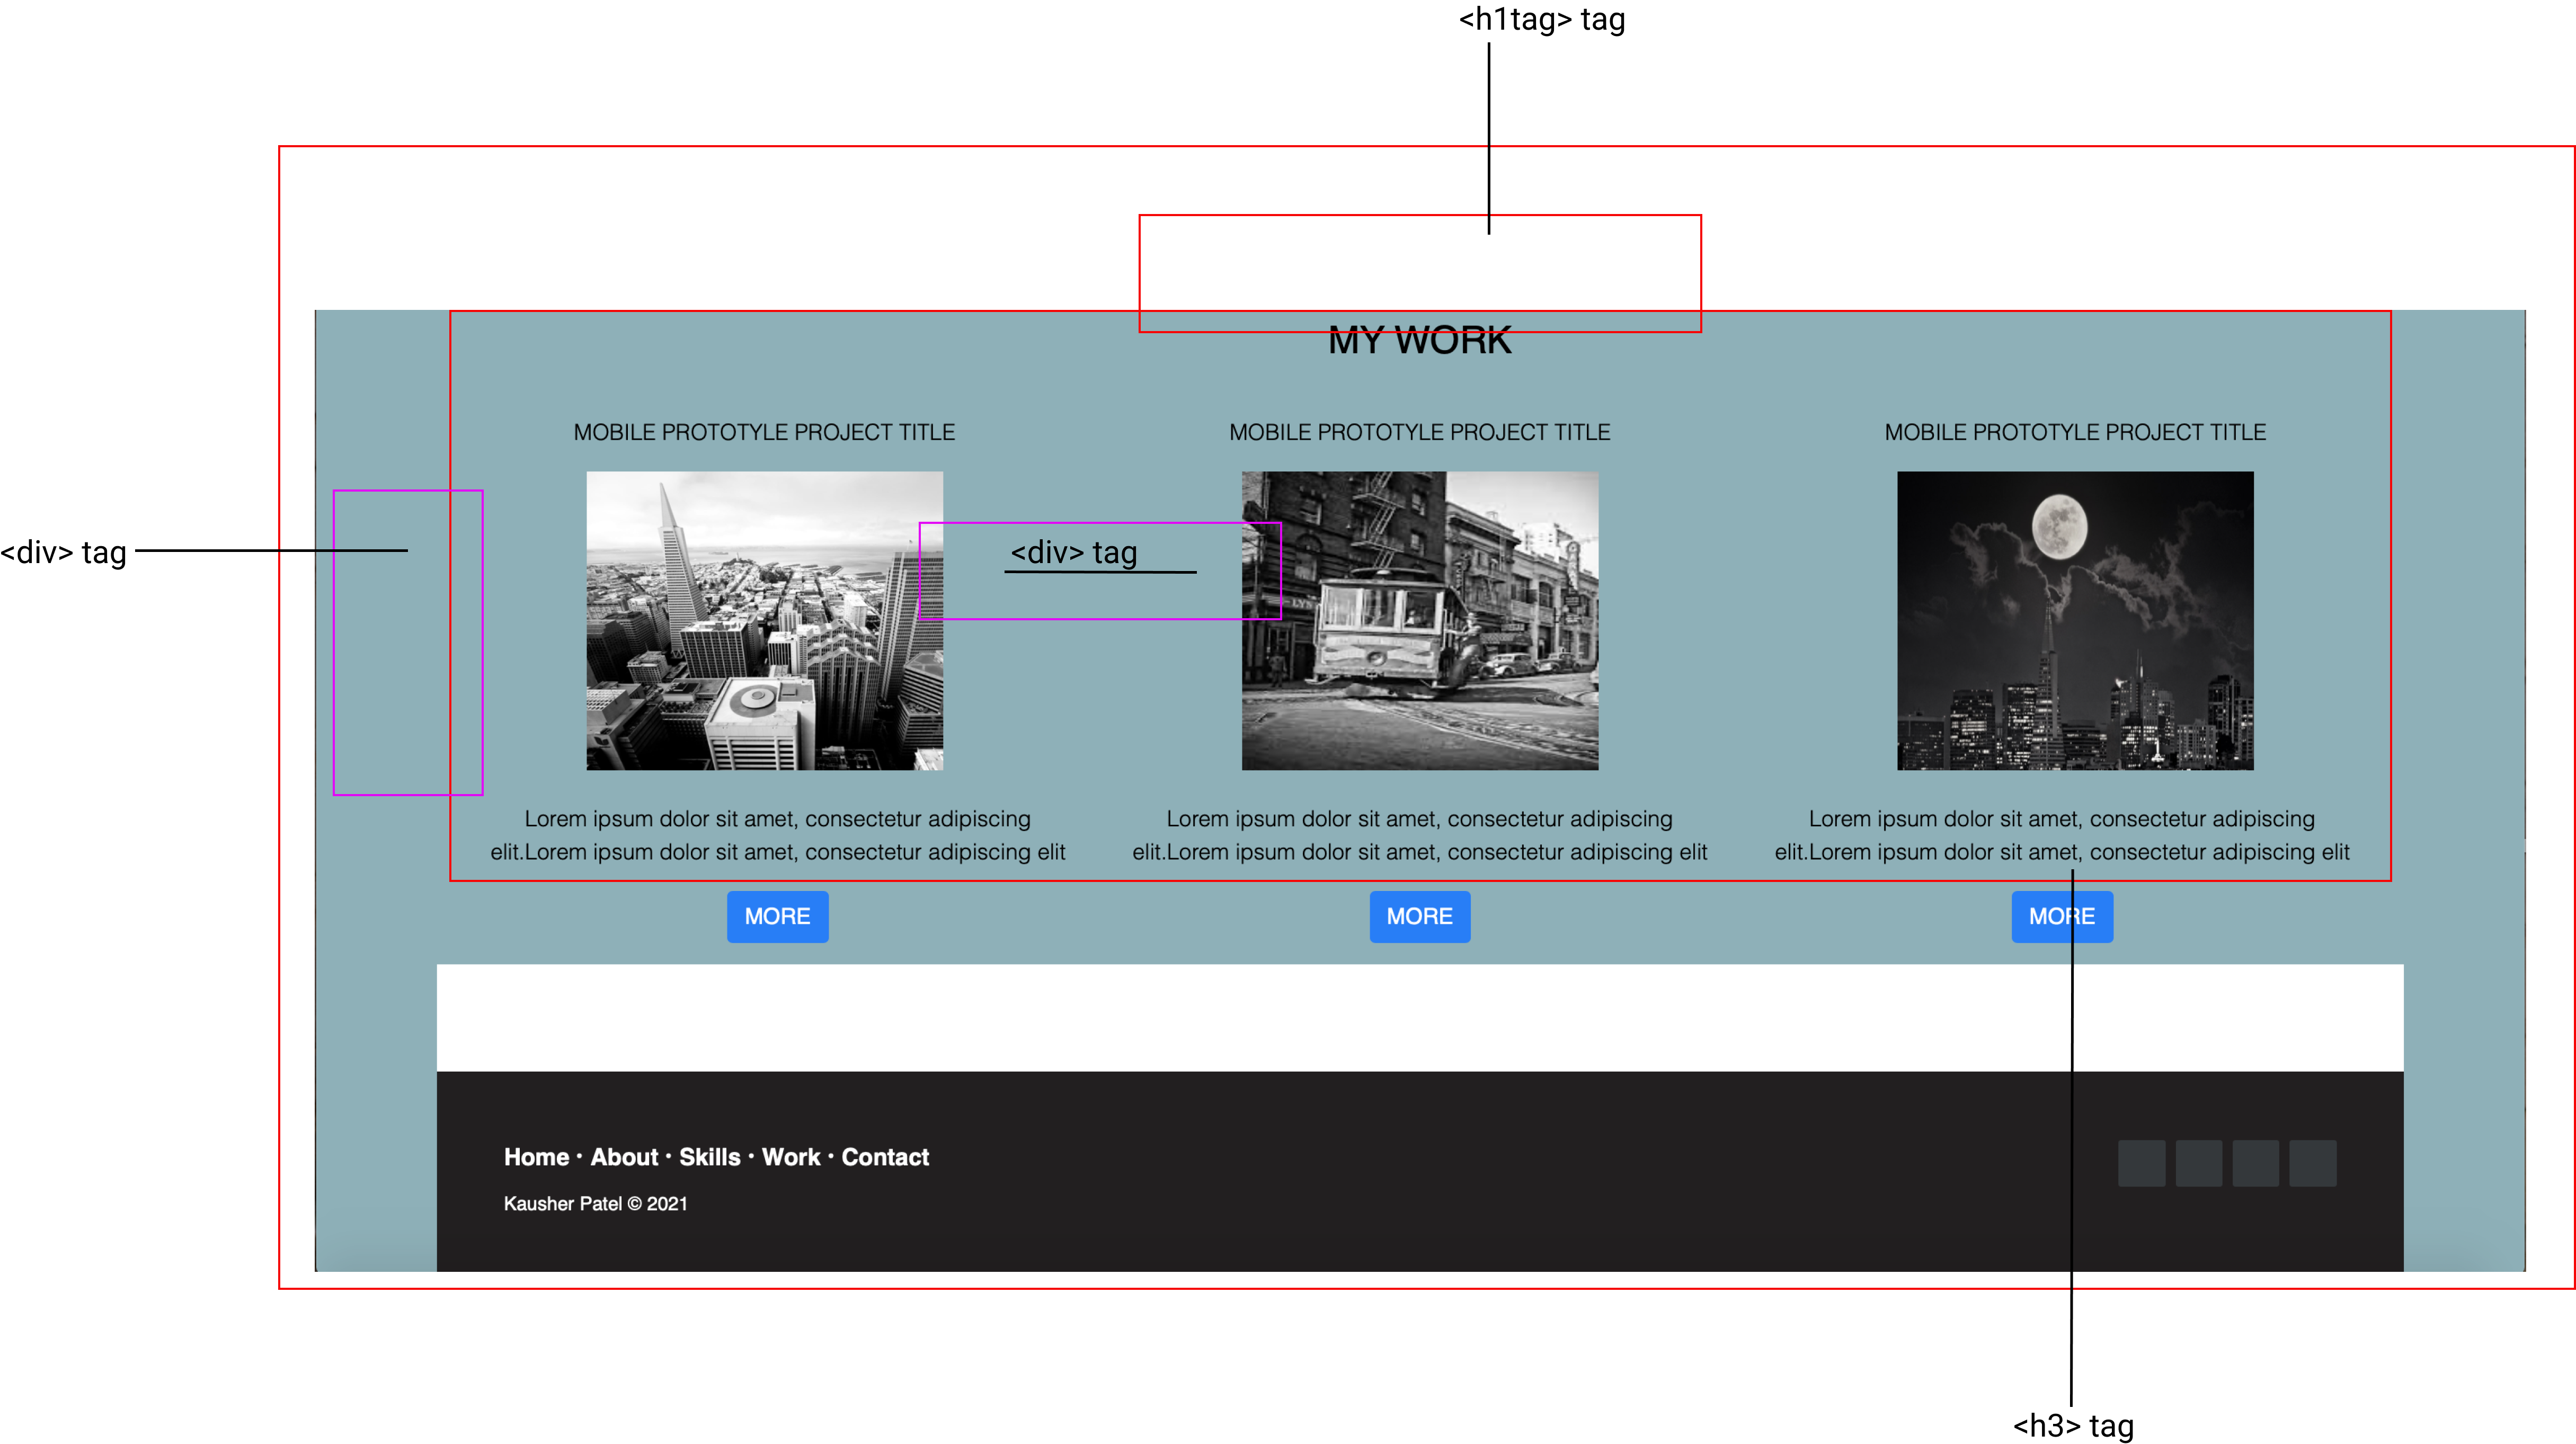 <h1tag> tag
MY WORK
MOBILE PROTOTYLE PROJECT TITLE
MOBILE PROTOTYLE PROJECT TITLE
MOBILE PROTOTYLE PROJECT TITLE
<div> tag
<div> tag
Lorem ipsum dolor sit amet, consectetur adipiscing
elit.Lorem ipsum dolor sit amet, consectetur adipiscing elit
Lorem ipsum dolor sit amet, consectetur adipiscing
elit.Lorem ipsum dolor sit amet, consectetur adipiscing elit
Lorem ipsum dolor sit amet, consectetur adipiscing
elit.Lorem ipsum dolor sit amet, consectetur adipiscing elit
MORE
MORE
MORE
Home · About · Skills · Work · Contact
Kausher Patel © 2021
<h3> tag